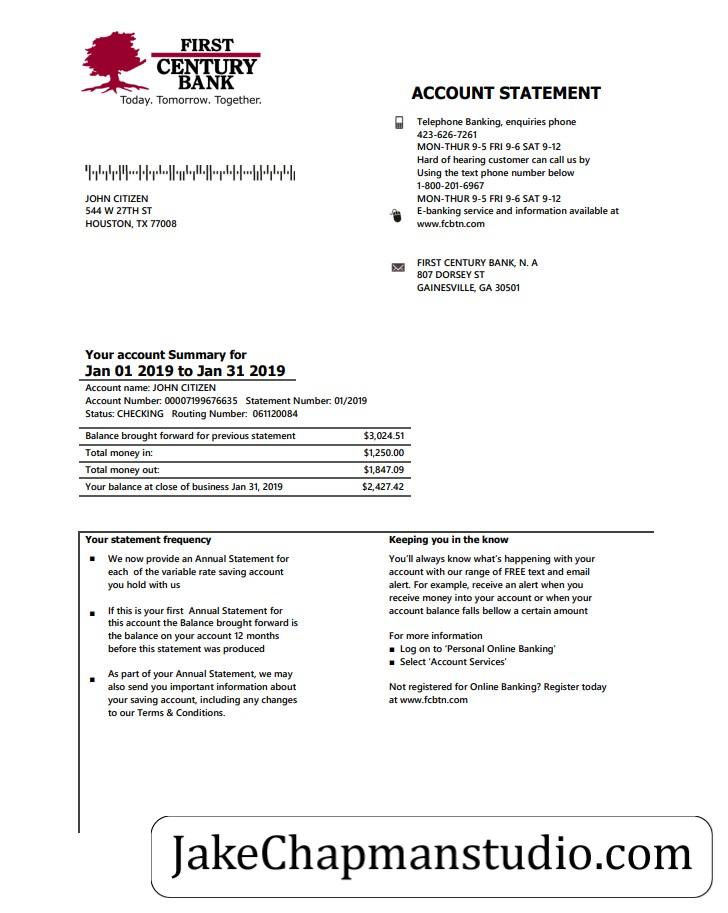 FIRST
CENTURY
BANK
Today. Tomorrow. Together.
ACCOUNT STATEMENT
Telephone Banking, enquiries phone
423-626-7261
MON-THUR 9-5 FRI 9-6 SAT 9-12
Hard of hearing customer can call us by
Using the text phone number below
1-800-201-6967
MON-THUR 9-5 FRI 9-6 SAT 9-12
E-banking service and information available at
www.fcbtn.com
JOHN CITIZEN
544 W 27TH ST
HOUSTON, TX 77008
FIRST CENTURY BANK, N. A
807 DORSEY ST
GAINESVILLE, GA 30501
Your account Summary for
Jan 01 2019 to Jan 31 2019
Account name: JOHN CITIZEN
Account Number: 00007199676635 Statement Number: 01/2019
Status: CHECKING Routing Number: 061120084
Balance brought forward for previous statement $3,024.51
Total money in: $1,250.00
Total money out: $1,847.09
Your balance at close of business Jan 31, 2019 $2,427.42
Your statement frequency
We now provide an Annual Statement for
each of the variable rate saving account
you hold with us
If this is your first Annual Statement for
this account the Balance brought forward is
the balance on your account 12 months
before this statement was produced
As part of your Annual Statement, we may
also send you important information about
your saving account, including any changes
to our Terms & Conditions.
Keeping you in the know
You'll always know what's happening with your
account with our range of FREE text and email
alert. For example, receive an alert when you
receive money into your account or when your
account balance falls bellow a certain amount
For more information
Log on to 'Personal Online Banking'
Select 'Account Services'
Not registered for Online Banking? Register today
at www.fcbtn.com
JakeChapmanstudio.com